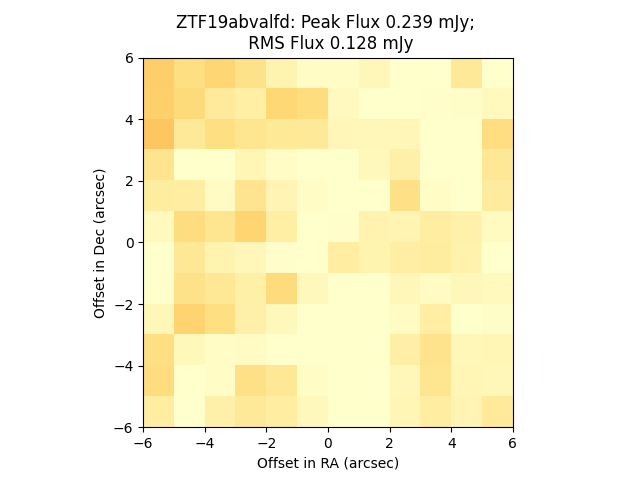 ZTF19abvalfd: Peak Flux 0.239 mJy;
RMS Flux 0.128 mJy
6
4
2
0
−2
−4
−6
Offset in Dec (arcsec)
−6 −4 −2 0 2 4 6
Offset in RA (arcsec)